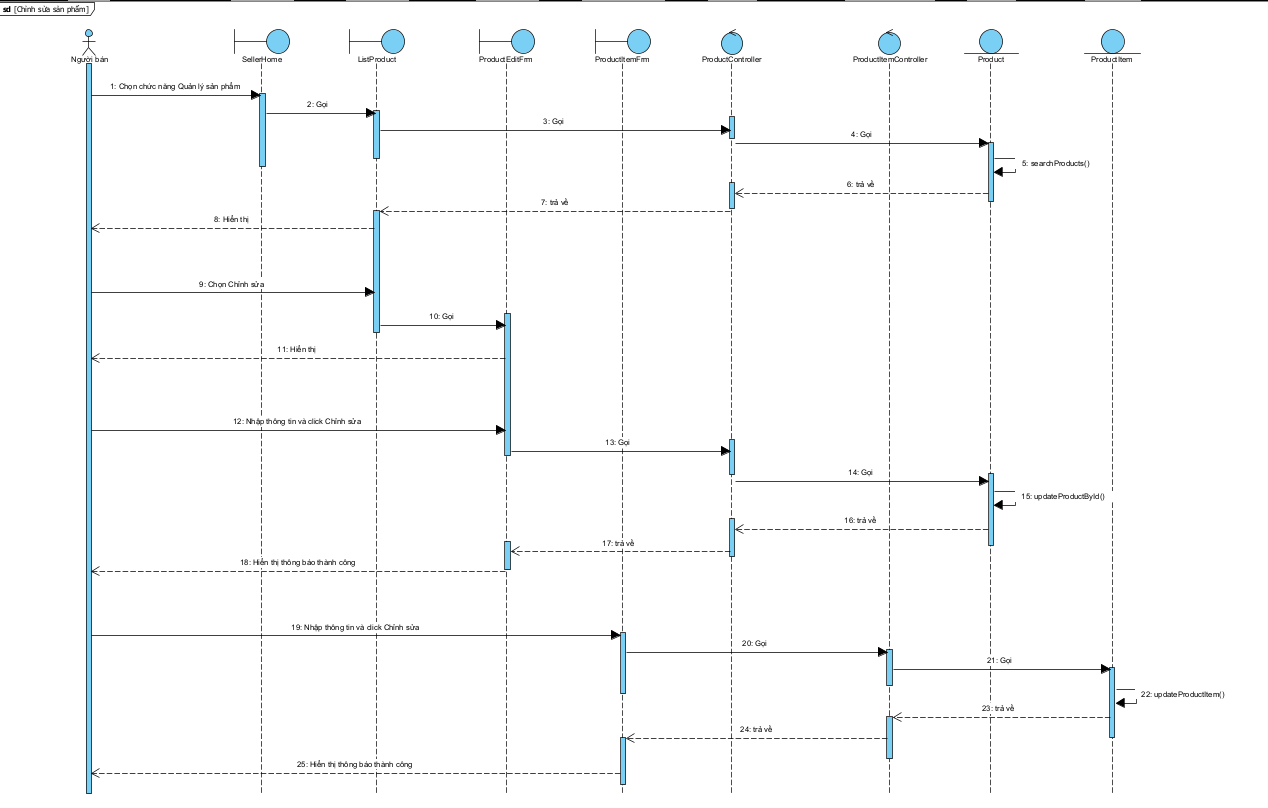 sd [Chỉnh sửa sản phẩm]
Người bán
SellerHome
ListProduct
ProductEditFrm
ProductItemFrm
ProductController
ProductItemController
Product
ProductItem
1: Chọn chức năng Quản lý sản phẩm
2: Gọi
3: Gọi
4: Gọi
5: searchProducts()
6: trả về
7: trả về
8: Hiển thị
9: Chọn Chỉnh sửa
10: Gọi
11: Hiển thị
12: Nhập thông tin và click Chỉnh sửa
13: Gọi
14: Gọi
15: updateProductById()
16: trả về
17: trả về
18: Hiển thị thông báo thành công
19: Nhập thông tin và click Chỉnh sửa
20: Gọi
21: Gọi
22: updateProductItem()
23: trả về
24: trả về
25: Hiển thị thông báo thành công